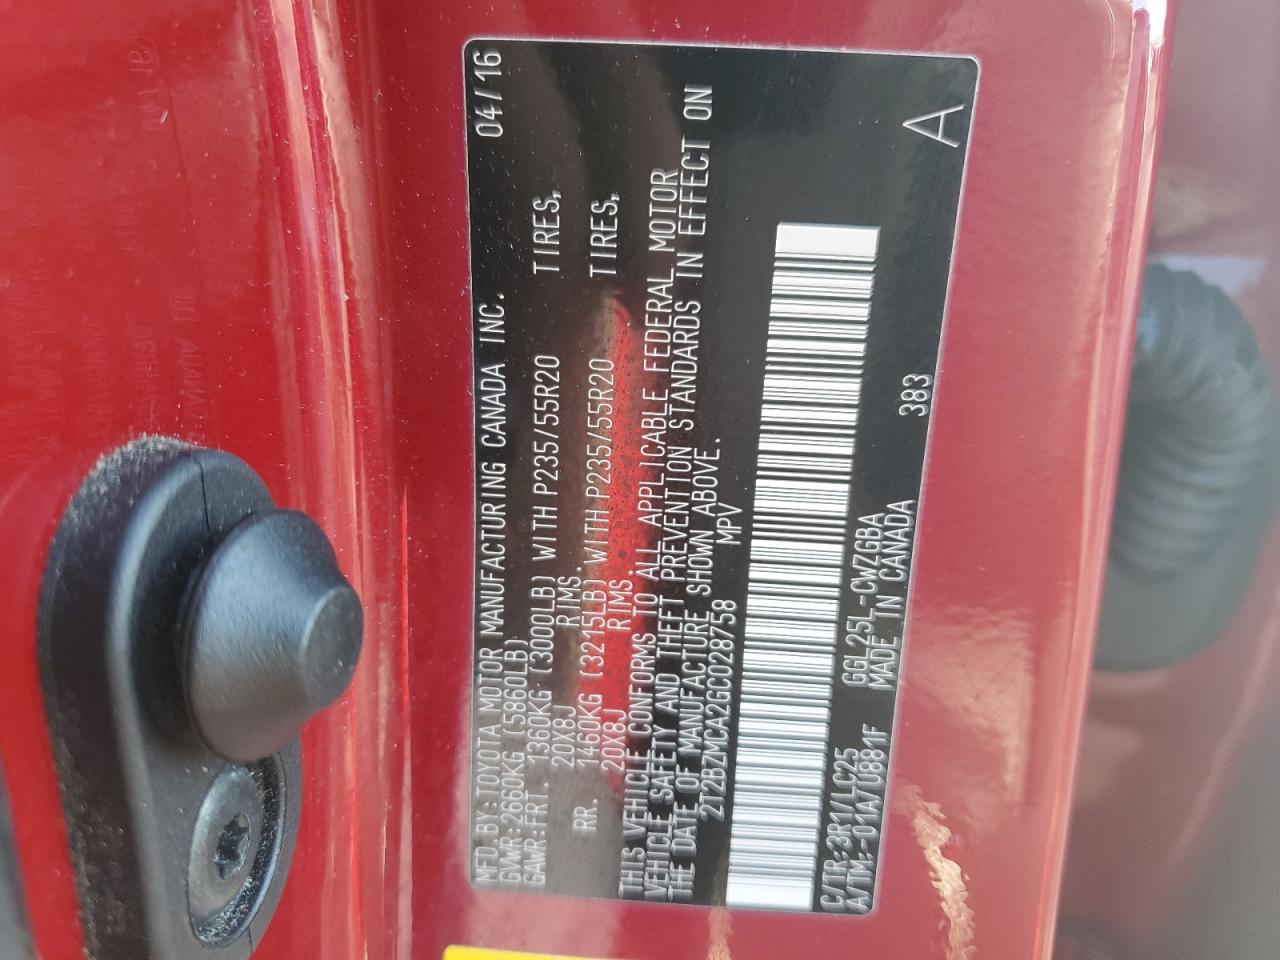 MFD.BY:TOYOTA MOTOR MANUFACTURING CANADA INC. 04/16
GVWR:2660KG (5860LB)
GAWR:FRT. 1360KG (3000LB) WITH P235/55R20 TIRES,
20X8J RIMS.
RR. 1460KG (3215LB) WITH P235/55R20 TIRES,
20X8J RIMS.
THIS VEHICLE CONFORMS TO ALL APPLICABLE FEDERAL MOTOR
VEHICLE SAFETY AND THEFT PREVENTION STANDARDS IN EFFECT ON
THE DATE OF MANUFACTURE SHOWN ABOVE.
2T2BZMCA2GC028758 MPV
C/TR:3R1/LC25 GGL25L-CWZGBA 383
A/TM:-01A/U881F MADE IN CANADA
A